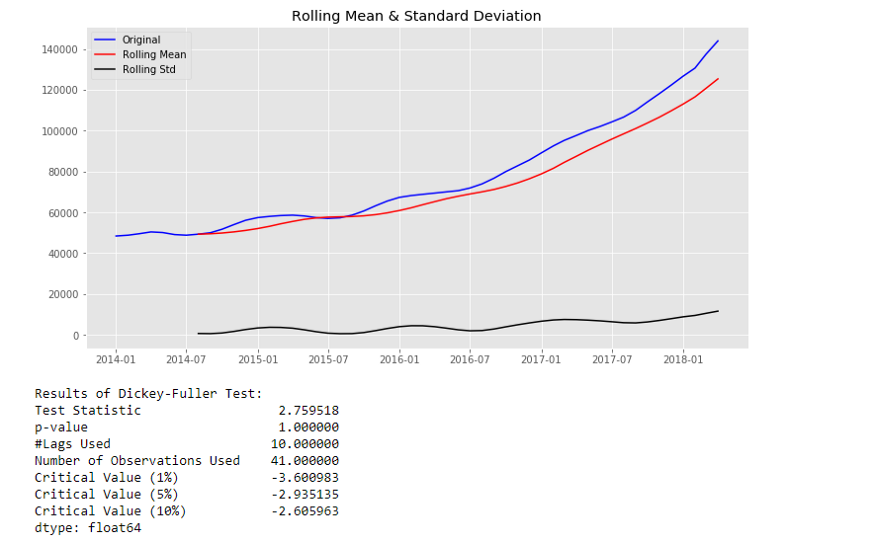 Rolling Mean & Standard Deviation
Original
Rolling Mean
Rolling Std
140000
120000
100000
80000
60000
40000
20000
0
2014-01 2014-07 2015-01 2015-07 2016-01 2016-07 2017-01 2017-07 2018-01
Results of Dickey-Fuller Test:
Test Statistic 2.759518
p-value 1.000000
#Lags Used 10.000000
Number of Observations Used 41.000000
Critical Value (1%) -3.600983
Critical Value (5%) -2.935135
Critical Value (10%) -2.605963
dtype: float64